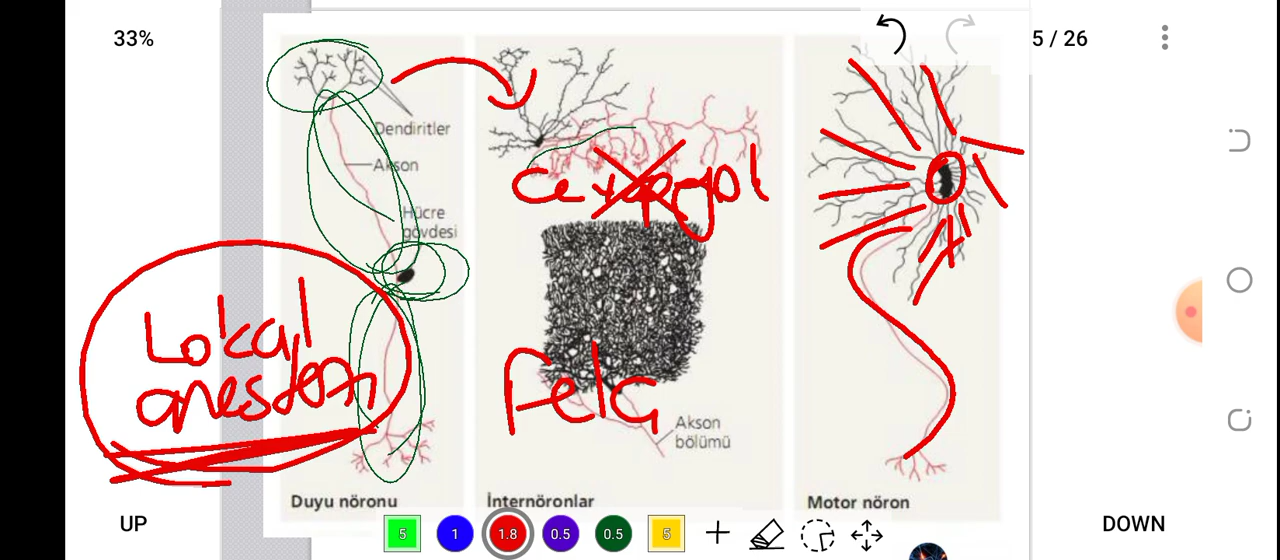 33%
5 / 26
Dendiritler
Akson
Hücre
gövdesi
Lokal
anestezi
Felç
Akson
bölümü
Duyu nöronu
İnternöronlar
Motor nöron
UP
5
1
1.8
0.5
0.5
5
DOWN